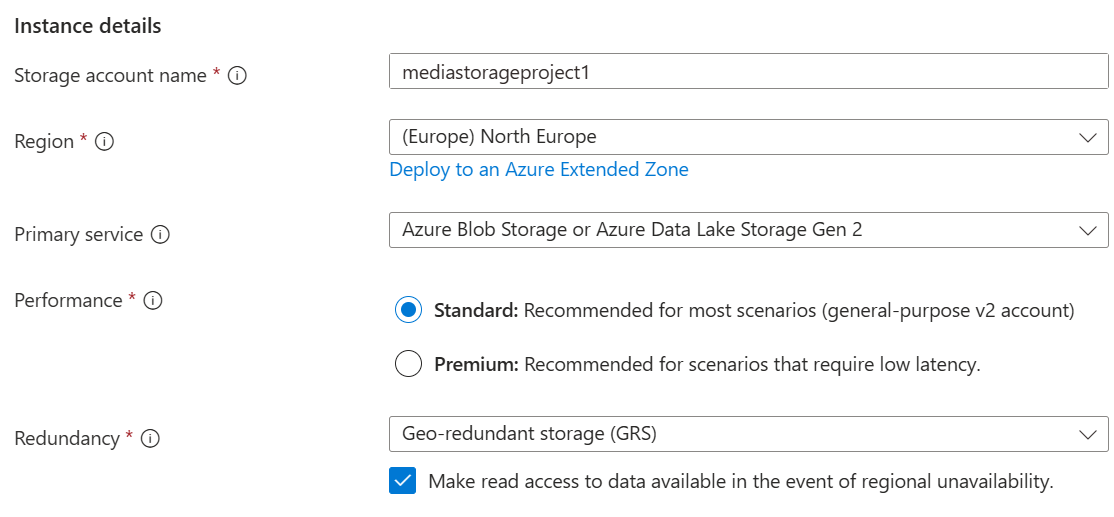 Instance details
Storage account name *
mediastorageproject1
Region *
(Europe) North Europe
Deploy to an Azure Extended Zone
Primary service
Azure Blob Storage or Azure Data Lake Storage Gen 2
Performance *
Standard: Recommended for most scenarios (general-purpose v2 account)
Premium: Recommended for scenarios that require low latency.
Redundancy *
Geo-redundant storage (GRS)
Make read access to data available in the event of regional unavailability.